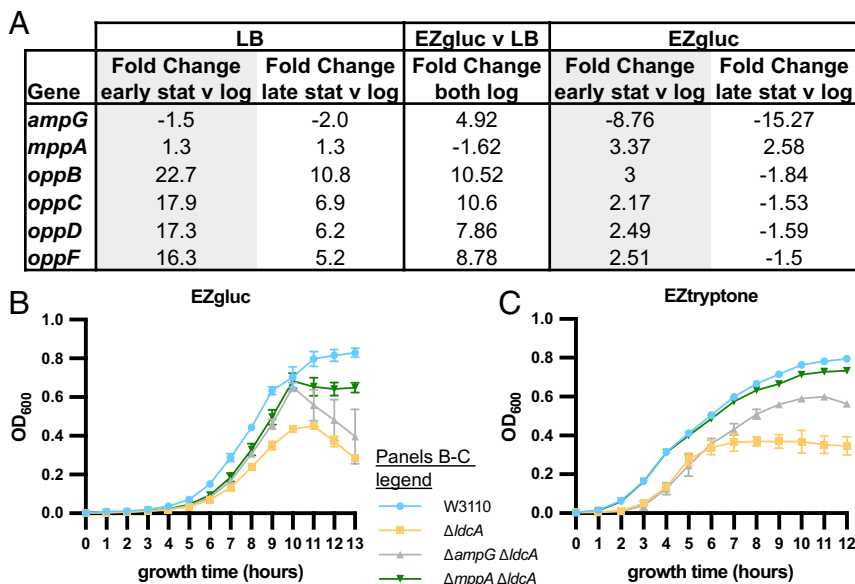 A
LB EZgluc v LB EZgluc
Gene Fold Change early stat v log Fold Change late stat v log Fold Change both log Fold Change early stat v log Fold Change late stat v log
ampG -1.5 -2.0 4.92 -8.76 -15.27
mppA 1.3 1.3 -1.62 3.37 2.58
oppB 22.7 10.8 10.52 3 -1.84
oppC 17.9 6.9 10.6 2.17 -1.53
oppD 17.3 6.2 7.86 2.49 -1.59
oppF 16.3 5.2 8.78 2.51 -1.5
B
EZgluc
OD600
1.0
0.8
0.6
0.4
0.2
0.0
0 1 2 3 4 5 6 7 8 9 10 11 12 13
growth time (hours)
Panels B-C
legend
W3110
ΔldcA
ΔampG ΔldcA
ΔmppA ΔldcA
C
EZtryptone
OD600
1.0
0.8
0.6
0.4
0.2
0.0
0 1 2 3 4 5 6 7 8 9 10 11 12
growth time (hours)